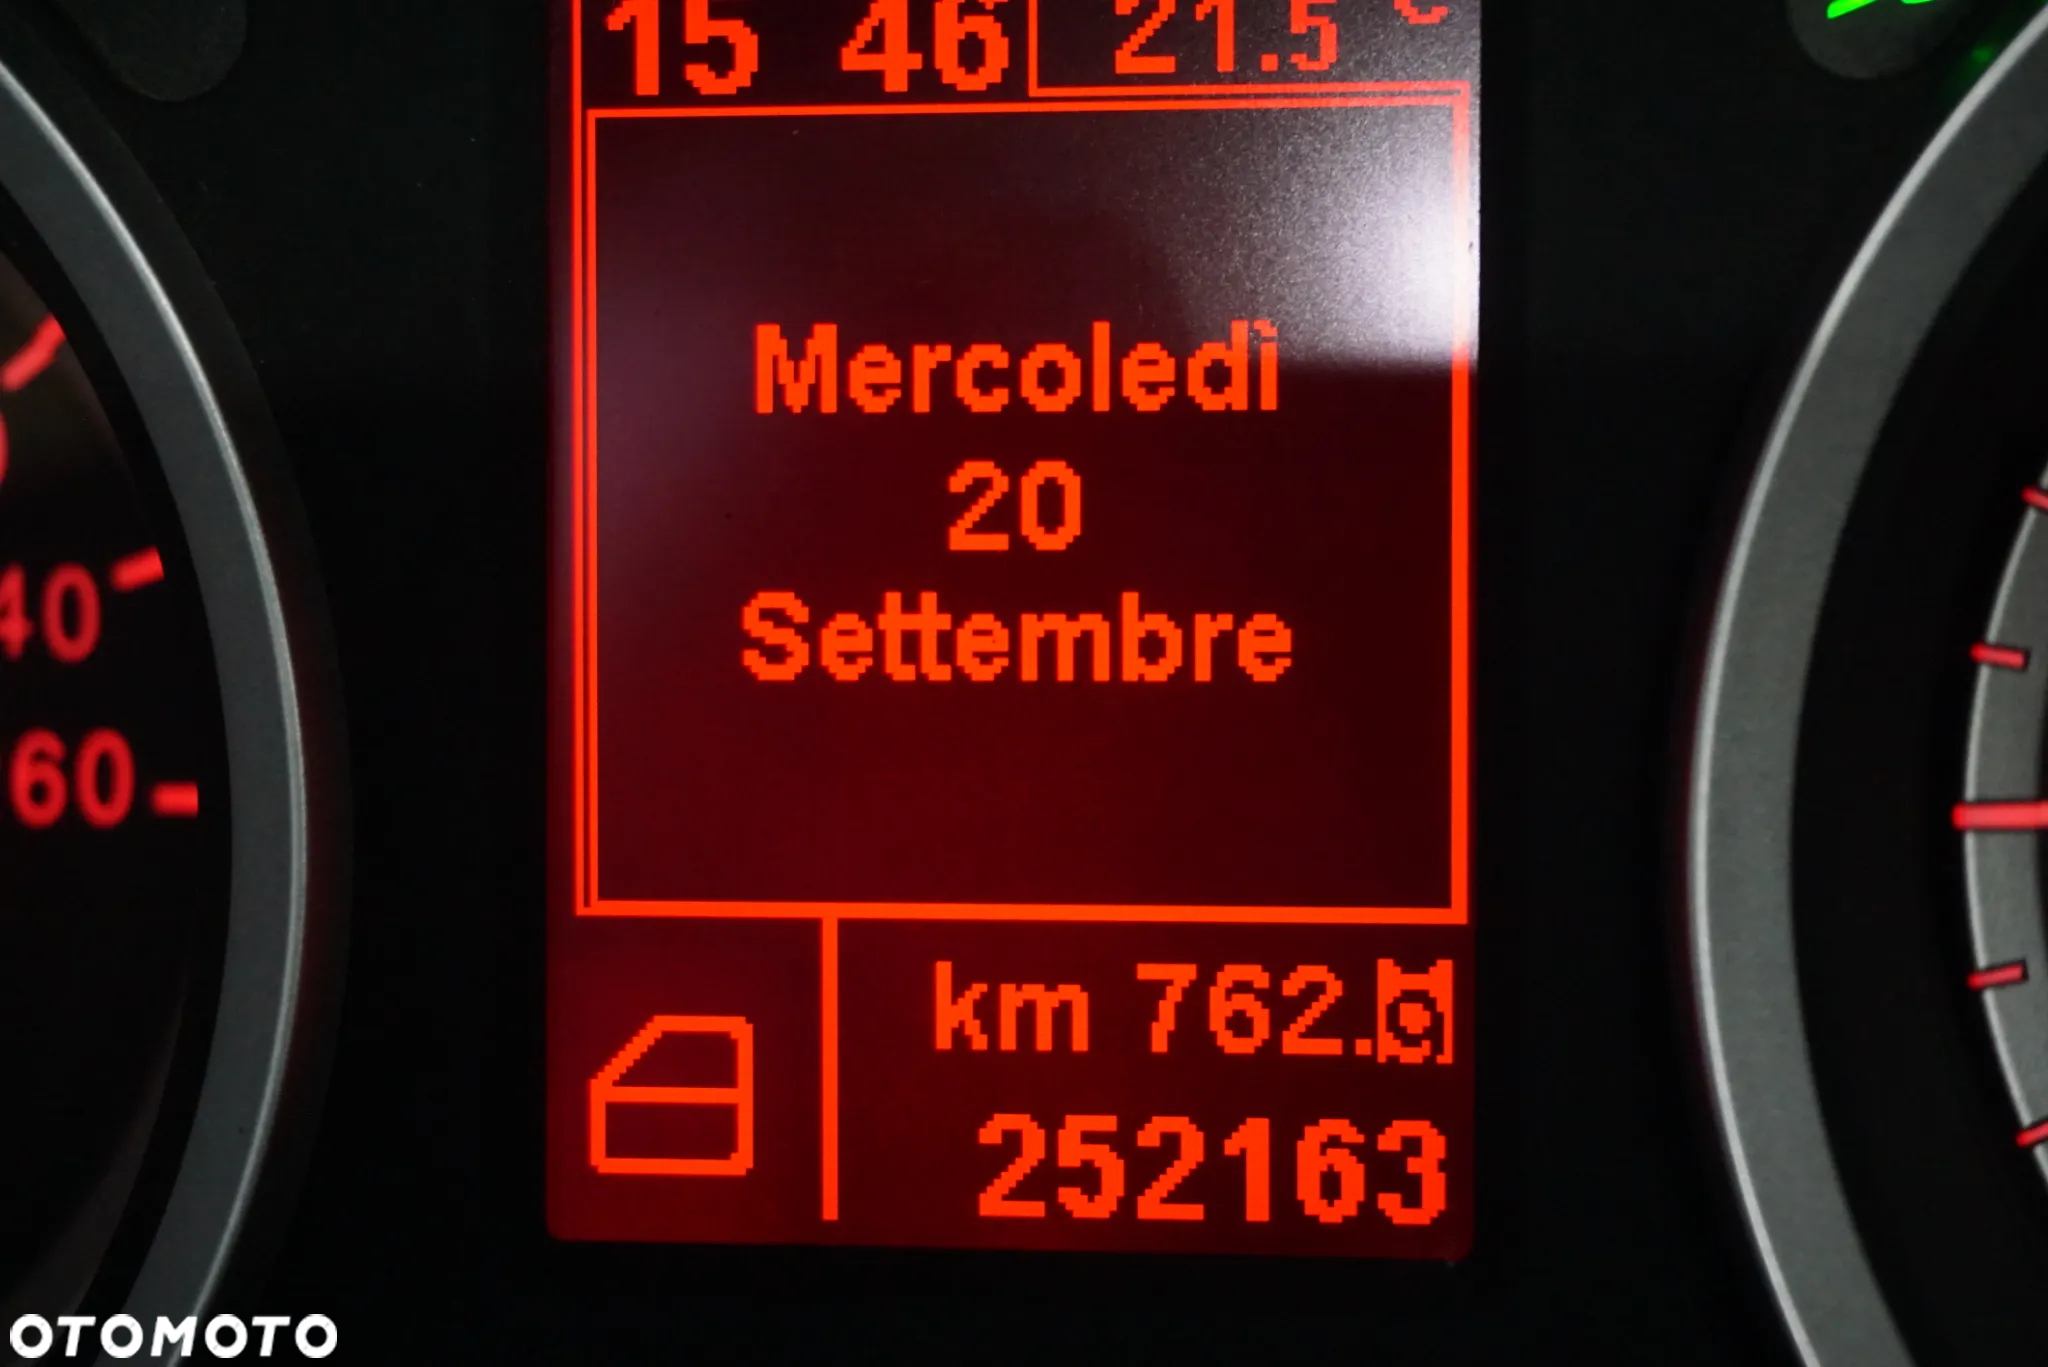 15 46 21.5 °C
Mercoledì
20
Settembre
40
60
km 762.
252163
OTOMOTO